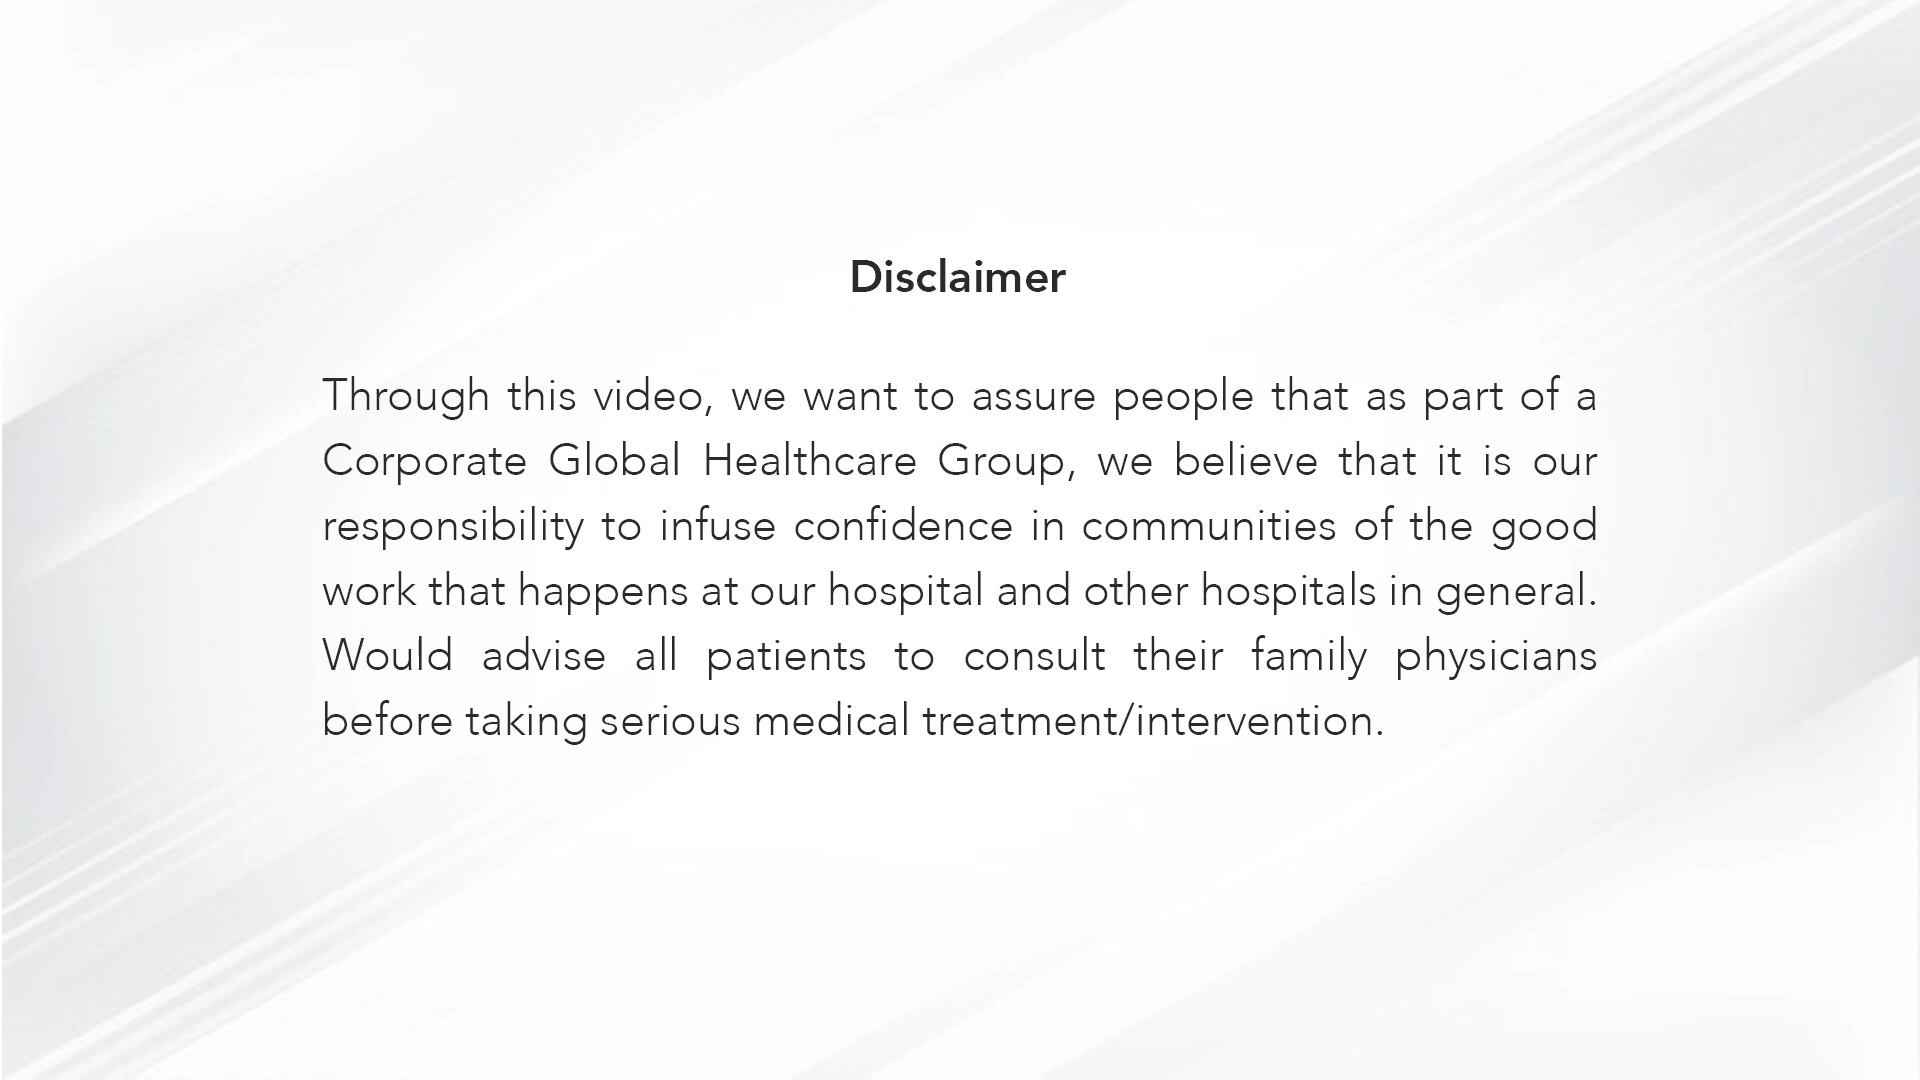 Disclaimer
Through this video, we want to assure people that as part of a
Corporate Global Healthcare Group, we believe that it is our
responsibility to infuse confidence in communities of the good
work that happens at our hospital and other hospitals in general.
Would advise all patients to consult their family physicians
before taking serious medical treatment/intervention.